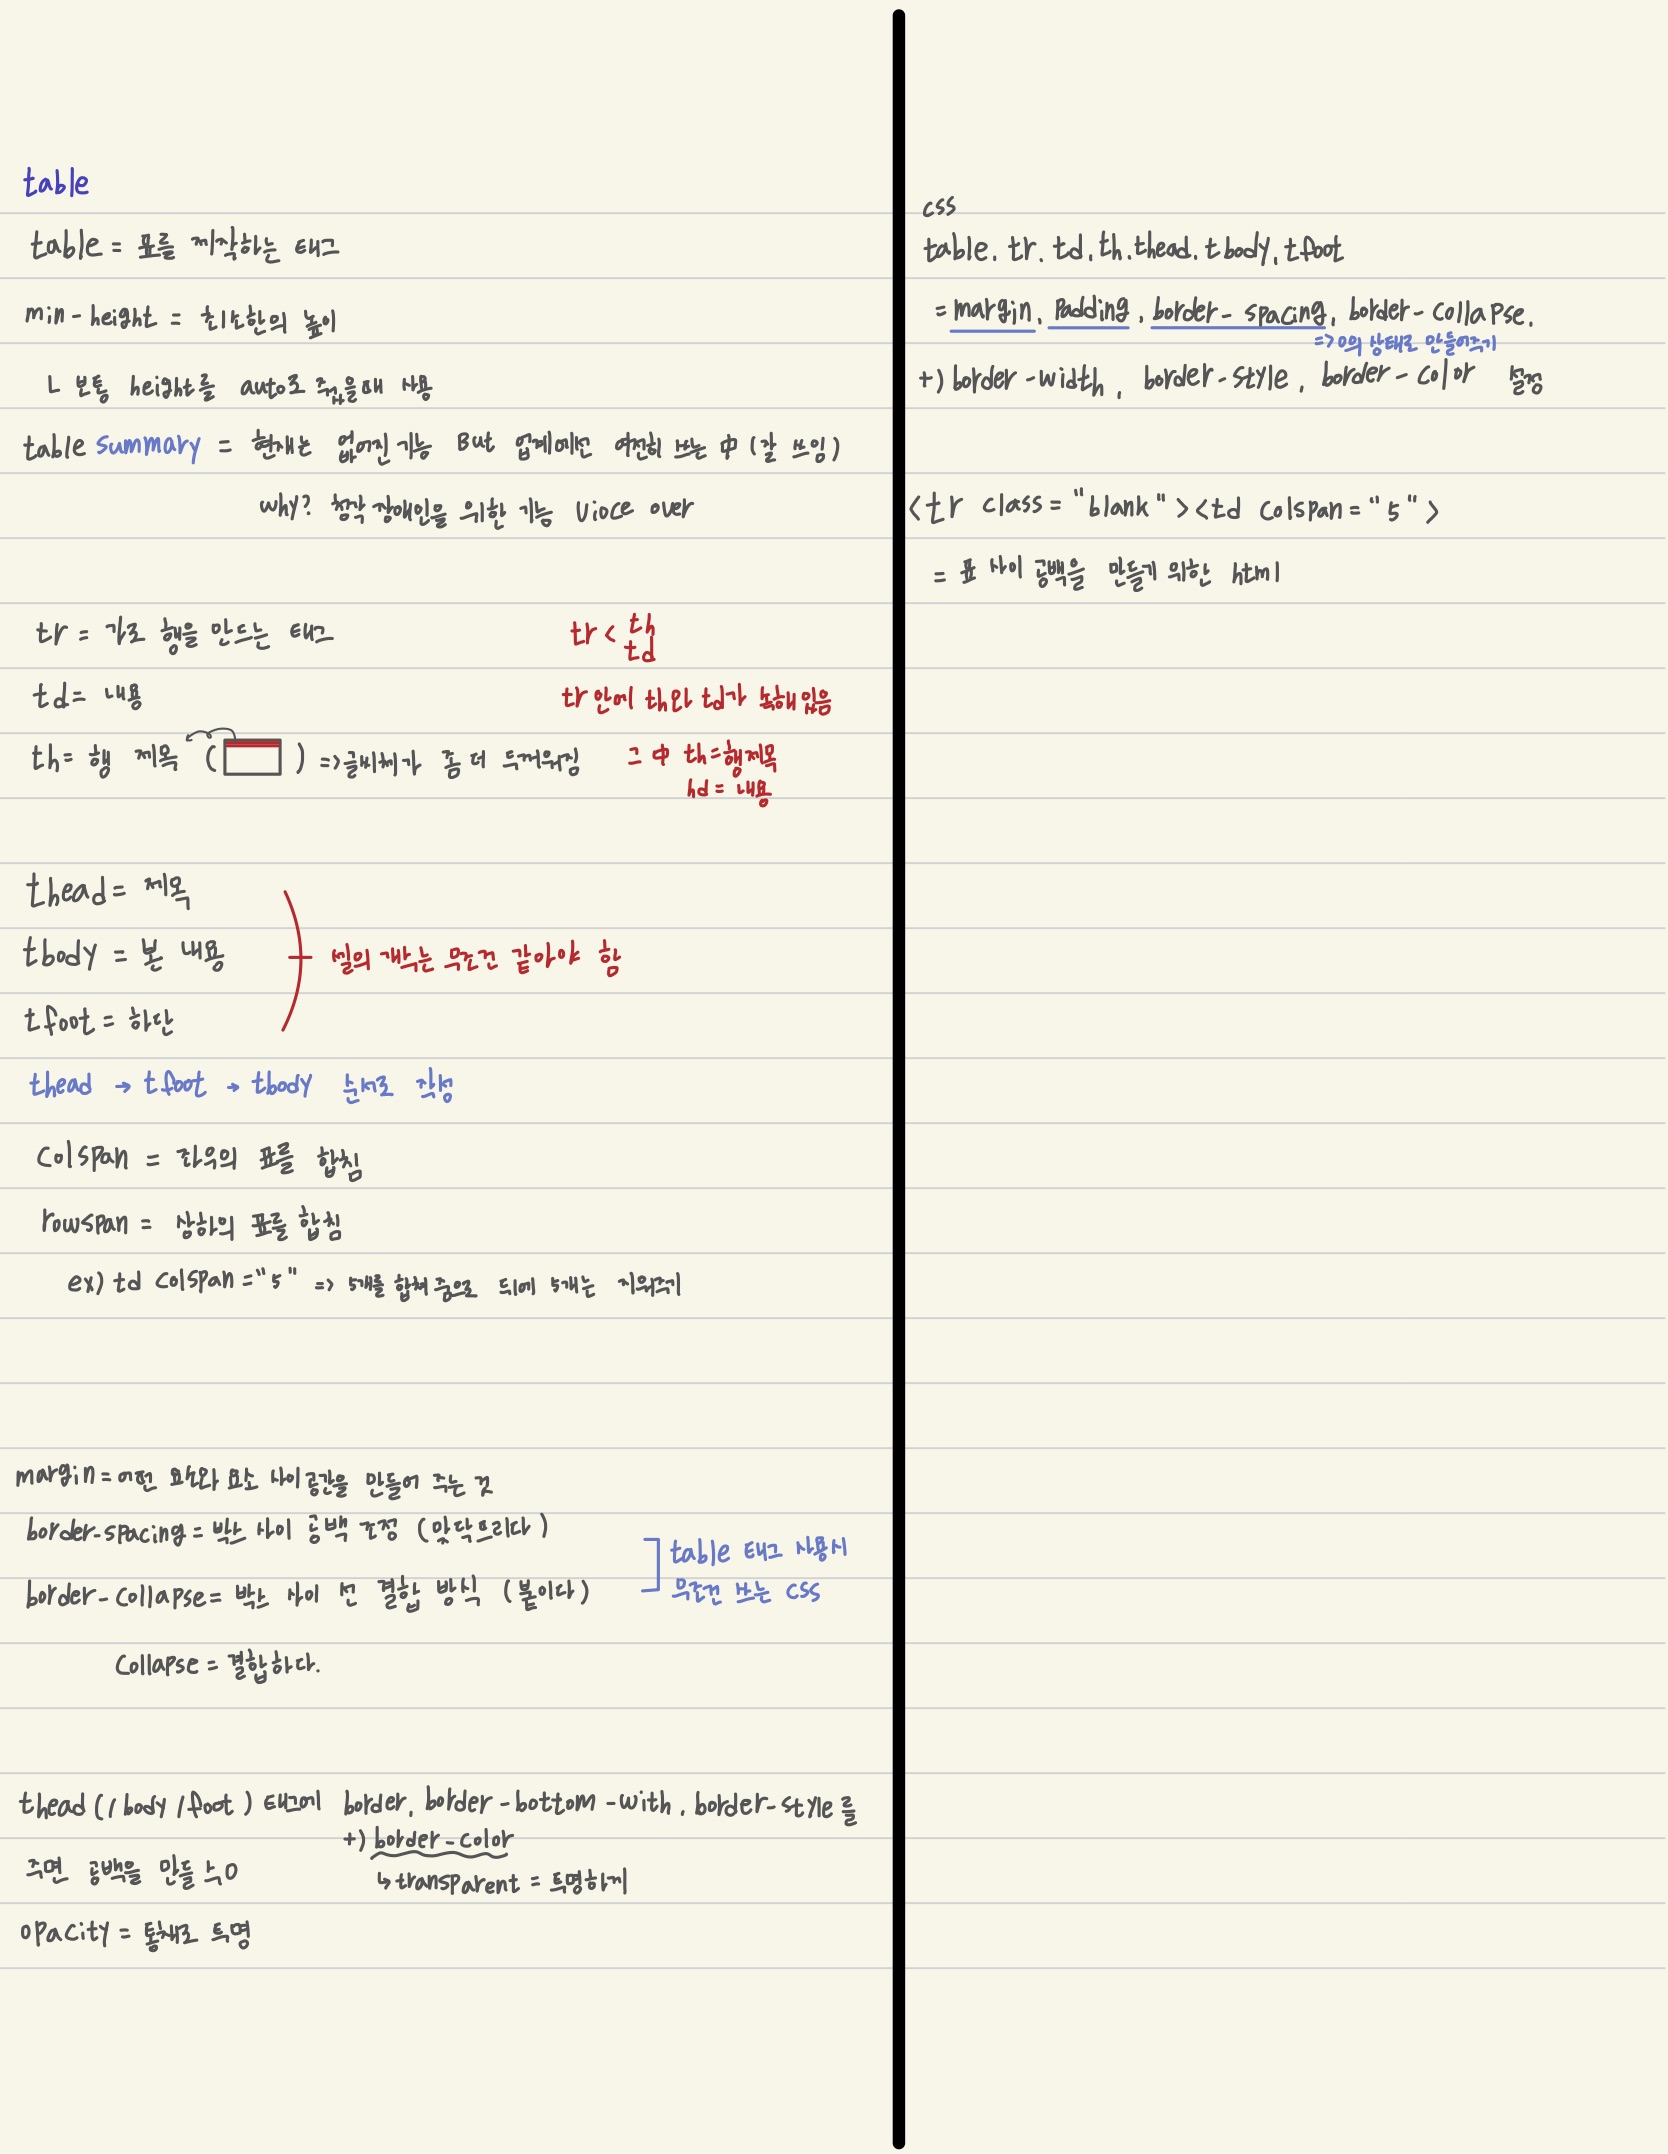 table
table = 표를 제작하는 태그
min-height = 최소한의 높이
ㄴ 보통 height를 auto로 줬을때 사용
table summary = 현재는 없어진 기능 But 업계에선 여전히 쓰는 中 (잘 쓰임)
why? 청각 장애인을 위한 기능 Uioce over
tr = 가로 행을 만드는 태그
tr < th
td
td = 내용
tr 안에 th와 td가 속해 있음
th = 행 제목 ( ) => 글씨체가 좀 더 두꺼워짐
그 中 th = 행제목
hd = 내용
thead = 제목
tbody = 본 내용
tfoot = 하단
셀의 개수는 무조건 같아야 함
thead → tfoot → tbody 순서로 작성
colspan = 좌우의 표를 합침
rowspan = 상하의 표를 합침
ex) td colspan = "5" => 5개를 합쳐 줌으로 뒤에 5개는 지워주기
margin = 어떤 요소와 요소 사이 공간을 만들어 주는 것
border-spacing = 박스 사이 공백 조정 (맞닥뜨리다)
border-collapse = 박스 사이 선 결합 방식 (붙이다)
table 태그 사용시
무조건 쓰는 css
collapse = 결합하다.
thead (/body/foot) 태그에 border, border-bottom-with, border-style를
+) border-color
주면 공백을 만들 수 O
↳ transparent = 투명하게
opacity = 통째로 투명
css
table. tr. td. th. thead. tbody. tfoot
= margin. padding. border-spacing, border-collapse.
=> 0의 상태로 만들어주기
+) border-width, border-style, border-color 설정
<tr class="blank"><td colspan="5">
= 표 사이 공백을 만들기 위한 html